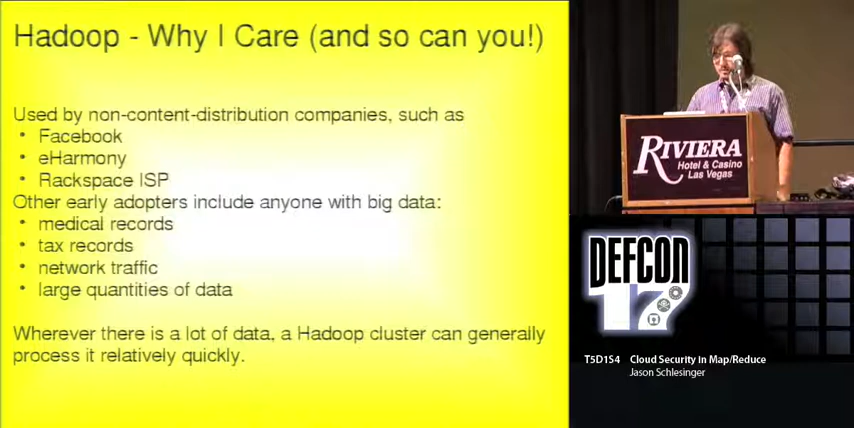 Hadoop - Why I Care (and so can you!)
Used by non-content-distribution companies, such as
• Facebook
• eHarmony
• Rackspace ISP
Other early adopters include anyone with big data:
• medical records
• tax records
• network traffic
• large quantities of data
Wherever there is a lot of data, a Hadoop cluster can generally
process it relatively quickly.
RIVIERA
Hotel & Casino
Las Vegas
DEFCON
17
T5D1S4 Cloud Security in Map/Reduce
Jason Schlesinger